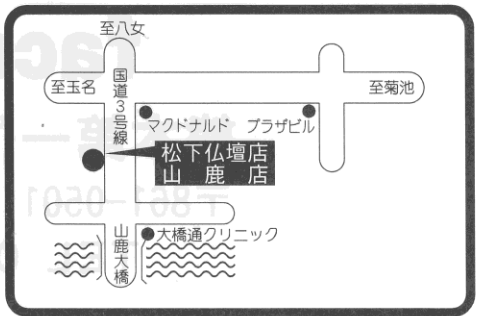 至八女
至玉名
国道3号線
至菊池
マクドナルド
プラザビル
松下仏壇店
山鹿店
大橋通クリニック
山鹿大橋